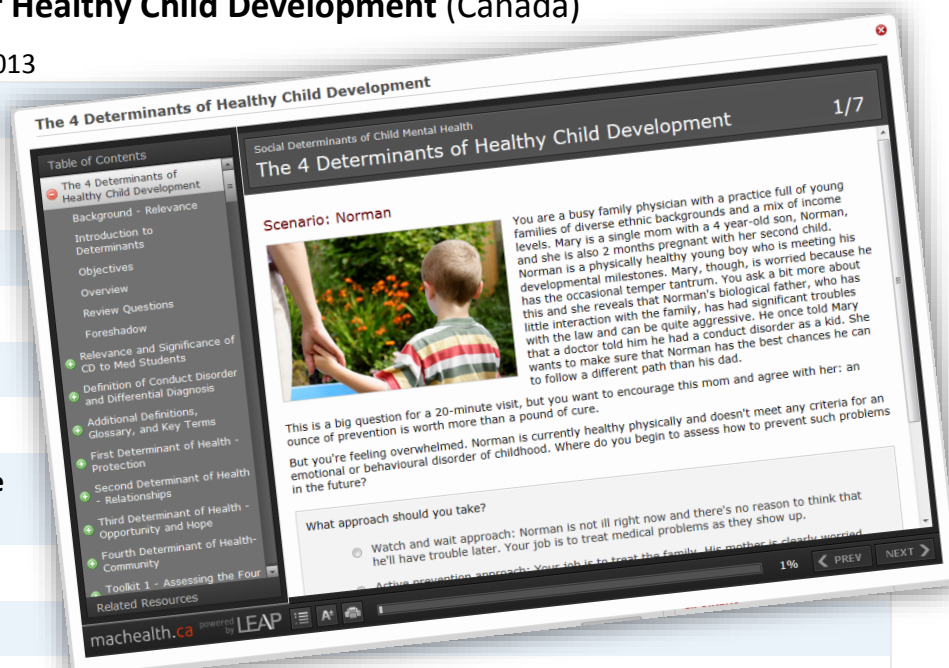 Healthy Child Development (Canada)
013
The 4 Determinants of Healthy Child Development
Table of Contents
The 4 Determinants of
Healthy Child Development
Background - Relevance
Introduction to
Determinants
Objectives
Overview
Review Questions
Foreshadow
Relevance and Significance of
CD to Med Students
Definition of Conduct Disorder
and Differential Diagnosis
Additional Definitions,
Glossary, and Key Terms
First Determinant of Health -
Protection
Second Determinant of Health
- Relationships
Third Determinant of Health -
Opportunity and Hope
Fourth Determinant of Health-
Community
Toolkit 1 - Assessing the Four
Related Resources
Social Determinants of Child Mental Health
The 4 Determinants of Healthy Child Development
1/7
Scenario: Norman
You are a busy family physician with a practice full of young
families of diverse ethnic backgrounds and a mix of income
levels. Mary is a single mom with a 4 year-old son, Norman,
and she is also 2 months pregnant with her second child.
Norman is a physically healthy young boy who is meeting his
developmental milestones. Mary, though, is worried because he
has the occasional temper tantrum. You ask a bit more about
this and she reveals that Norman's biological father, who has
little interaction with the family, has had significant troubles
with the law and can be quite aggressive. He once told Mary
that a doctor told him he had a conduct disorder as a kid. She
wants to make sure that Norman has the best chances he can
to follow a different path than his dad.
This is a big question for a 20-minute visit, but you want to encourage this mom and agree with her: an
ounce of prevention is worth more than a pound of cure.
But you're feeling overwhelmed. Norman is currently healthy physically and doesn't meet any criteria for an
emotional or behavioural disorder of childhood. Where do you begin to assess how to prevent such problems
in the future?
What approach should you take?
Watch and wait approach: Norman is not ill right now and there's no reason to think that
he'll have trouble later. Your job is to treat medical problems as they show up.
Active prevention approach: Your job is to treat the family. His mother is clearly worried
machealth.ca powered by LEAP
A+
1%
PREV
NEXT
e